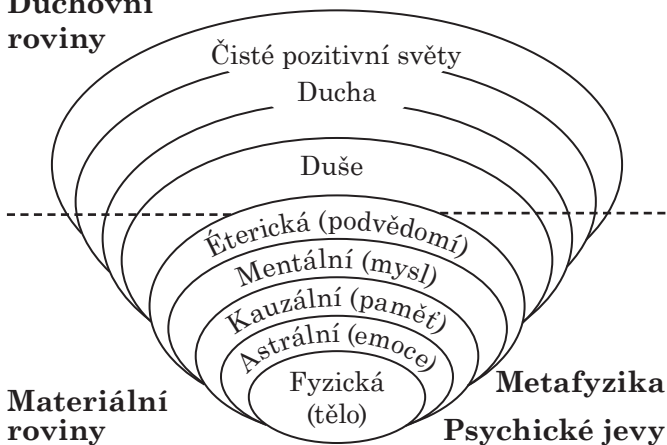 Duchovní
roviny
Čisté pozitivní světy
Ducha
Duše
Éterická (podvědomí)
Mentální (mysl)
Kauzální (paměť)
Astrální (emoce)
Fyzická
(tělo)
Materiální
roviny
Metafyzika
Psychické jevy